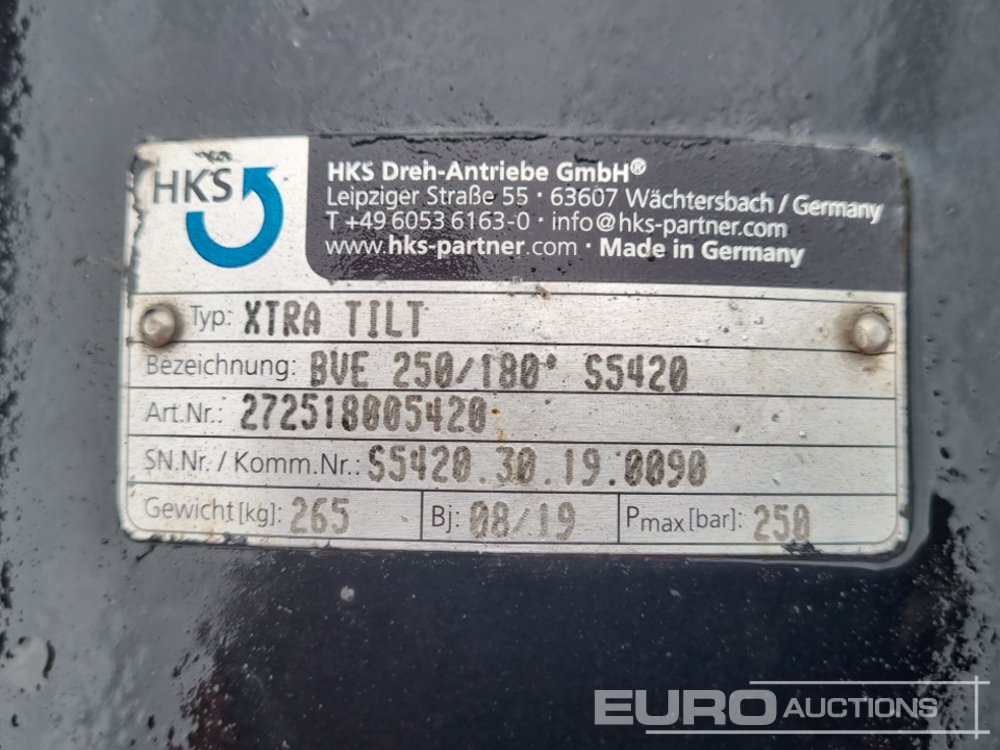 HKS
HKS Dreh-Antriebe GmbH®
Leipziger Straße 55 · 63607 Wächtersbach / Germany
T +49 6053 6163-0 · info@hks-partner.com
www.hks-partner.com · Made in Germany
Typ: XTRA TILT
Bezeichnung: BVE 250/180° S5420
Art.Nr.: 272518005420
SN.Nr. / Komm.Nr.: S5420.30.19.0090
Gewicht [kg]: 265 Bj: 08/19 Pmax [bar]: 250
EURO AUCTIONS